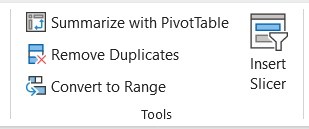 Summarize with PivotTable
Remove Duplicates
Convert to Range
Insert
Slicer
Tools